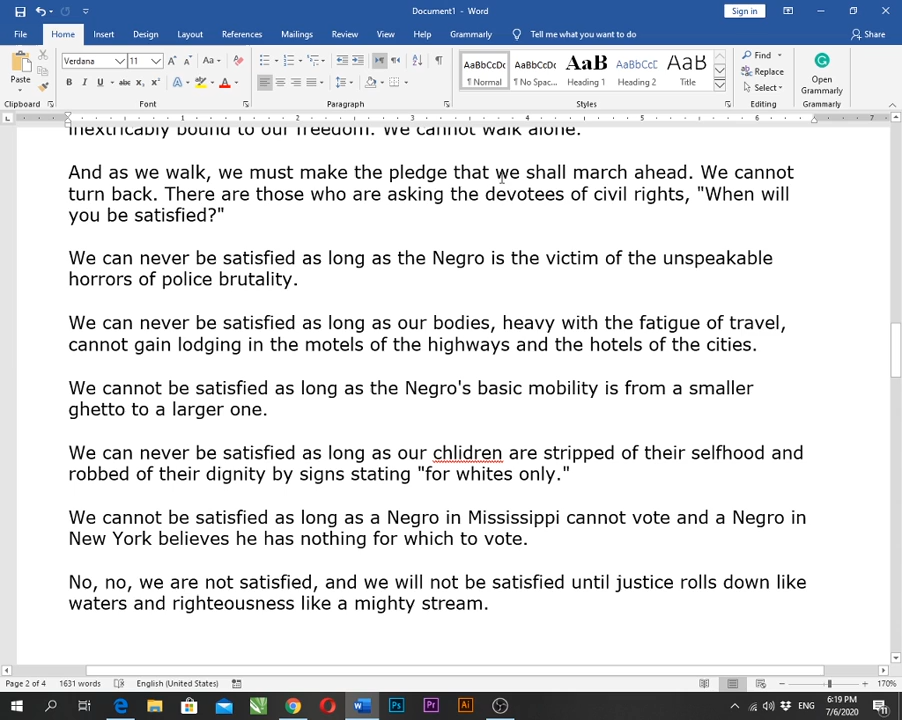 Document1 - Word
Sign in
File Home Insert Design Layout References Mailings Review View Help Grammarly Tell me what you want to do Share
Paste
Verdana 11
Clipboard Font Paragraph Styles Editing Grammarly
AaBbCcDc AaBbCcDc AaBb AaBbCcD AaB
¶ Normal ¶ No Spac... Heading 1 Heading 2 Title
Find
Replace
Select
Open
Grammarly
1 2 3 4 5 6 7
inextricably bound to our freedom. We cannot walk alone.
And as we walk, we must make the pledge that we shall march ahead. We cannot
turn back. There are those who are asking the devotees of civil rights, "When will
you be satisfied?"
We can never be satisfied as long as the Negro is the victim of the unspeakable
horrors of police brutality.
We can never be satisfied as long as our bodies, heavy with the fatigue of travel,
cannot gain lodging in the motels of the highways and the hotels of the cities.
We cannot be satisfied as long as the Negro's basic mobility is from a smaller
ghetto to a larger one.
We can never be satisfied as long as our chlidren are stripped of their selfhood and
robbed of their dignity by signs stating "for whites only."
We cannot be satisfied as long as a Negro in Mississippi cannot vote and a Negro in
New York believes he has nothing for which to vote.
No, no, we are not satisfied, and we will not be satisfied until justice rolls down like
waters and righteousness like a mighty stream.
Page 2 of 4 1631 words English (United States) 170%
ENG 6:19 PM
7/6/2020